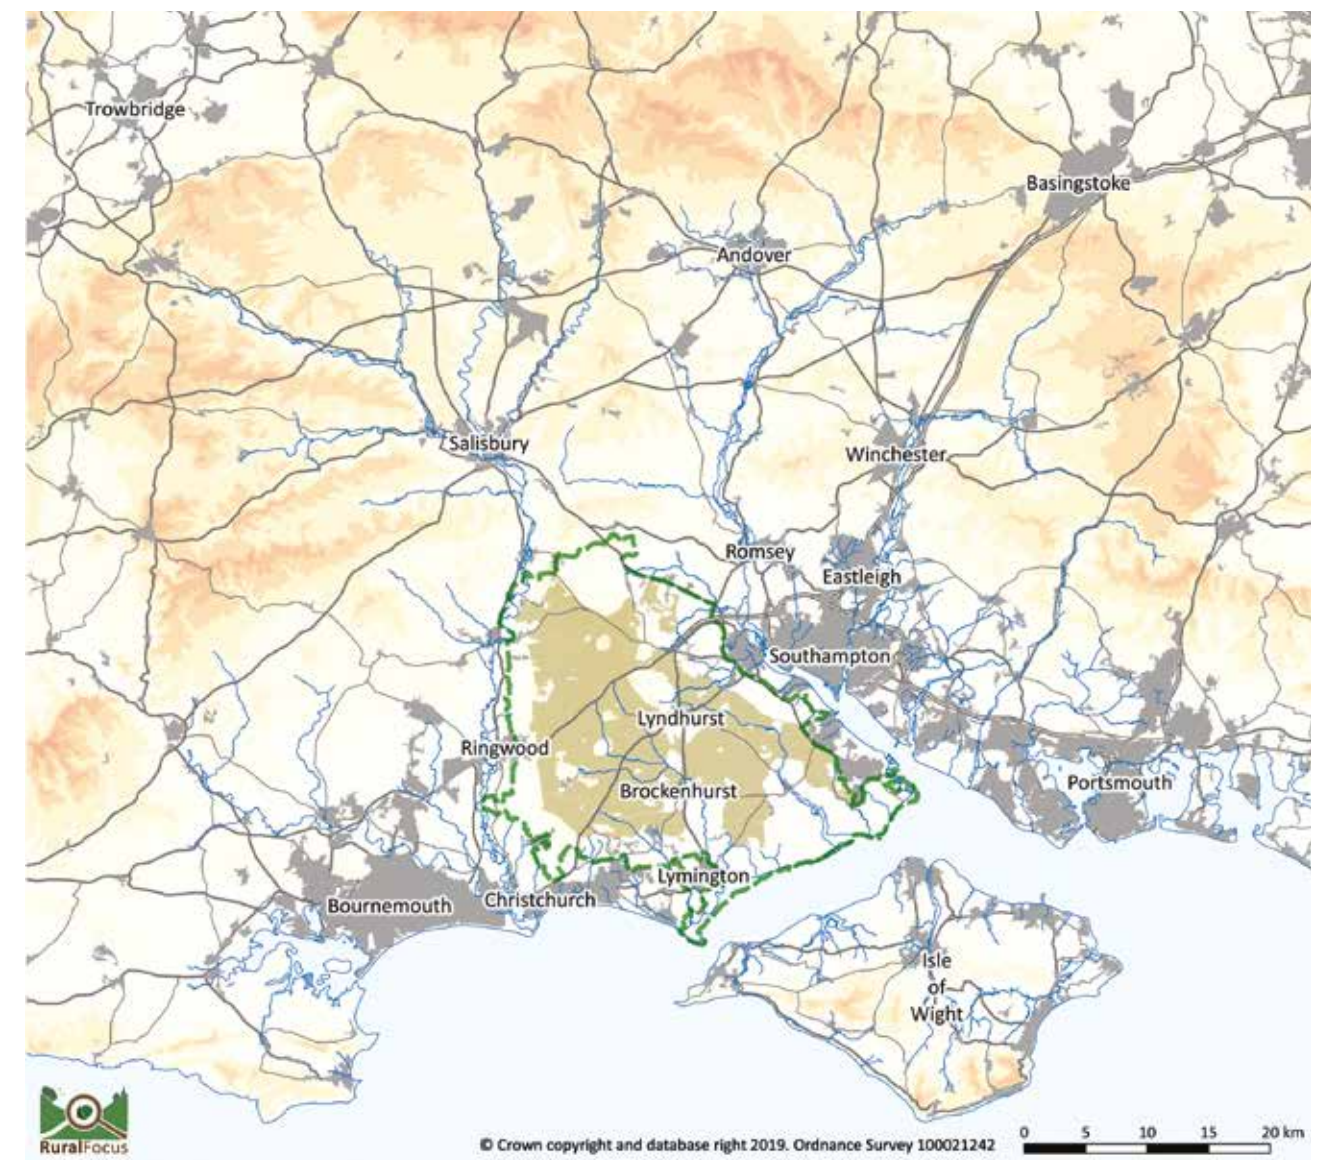 Trowbridge
Basingstoke
Andover
Salisbury
Winchester
Romsey
Eastleigh
Southampton
Lyndhurst
Ringwood
Portsmouth
Brockenhurst
Lymington
Christchurch
Bournemouth
Isle
of
Wight
RuralFocus
© Crown copyright and database right 2019. Ordnance Survey 100021242
0 5 10 15 20 km